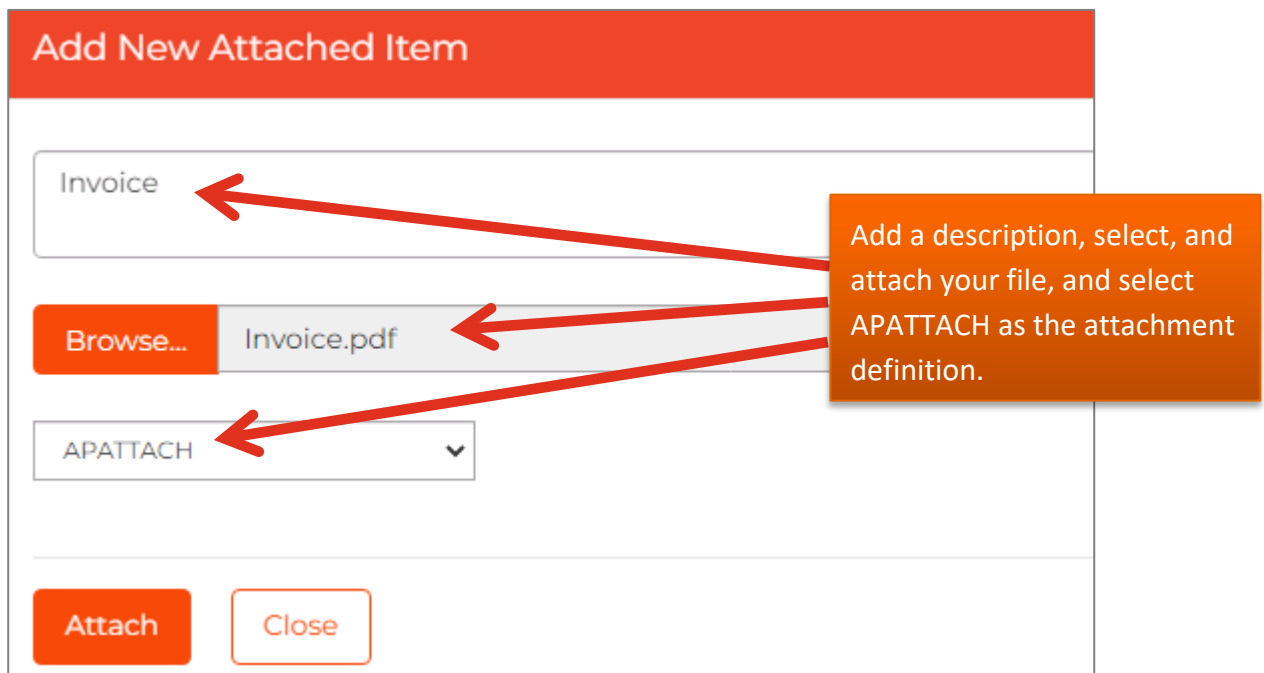 Add New Attached Item
Invoice
Add a description, select, and
attach your file, and select
APATTACH as the attachment
definition.
Browse... Invoice.pdf
APATTACH
Attach Close